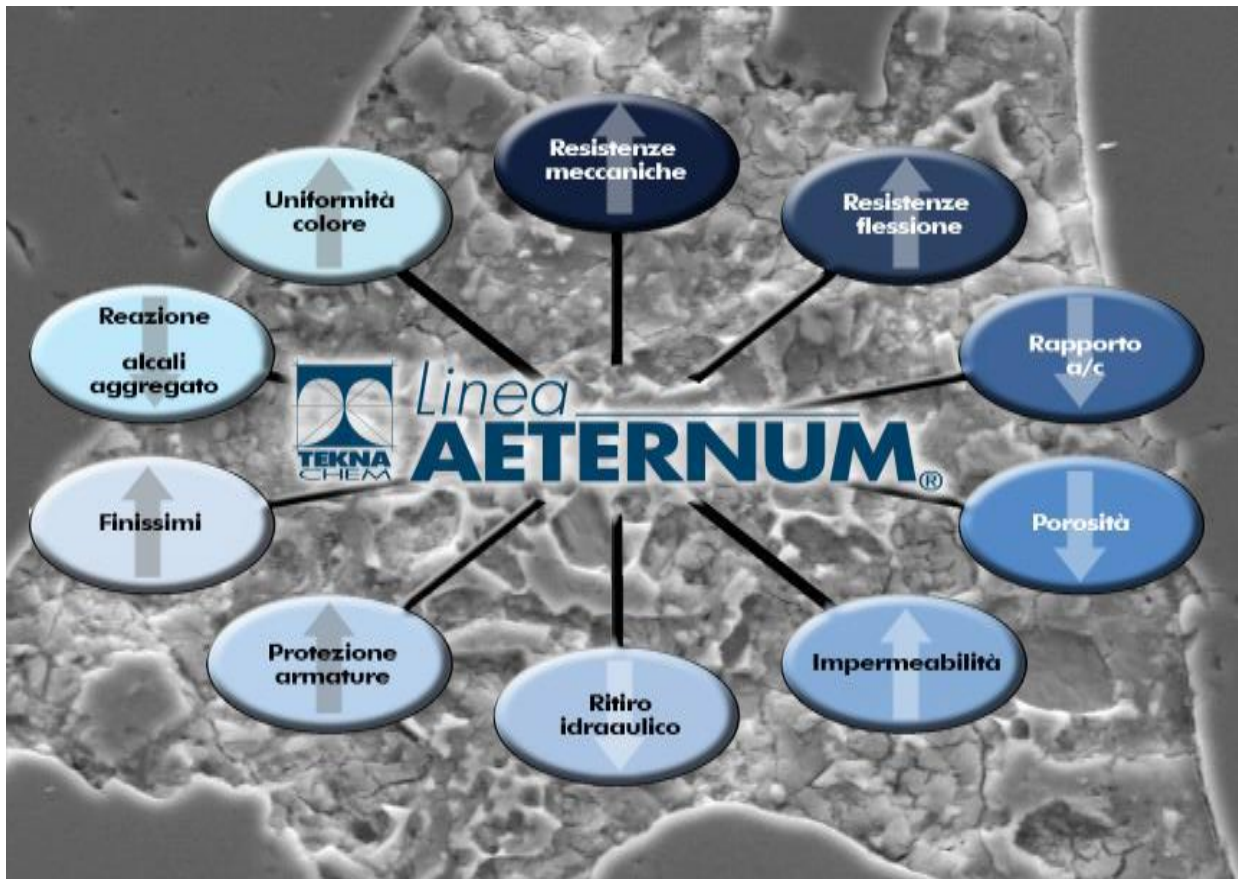 Resistenze
meccaniche
Resistenze
flessione
Rapporto
a/c
Porosità
Impermeabilità
Ritiro
idraaulico
Protezione
armature
Finissimi
Reazione
alcali
aggregato
Uniformità
colore
TEKNA
CHEM
Linea
AETERNUM®